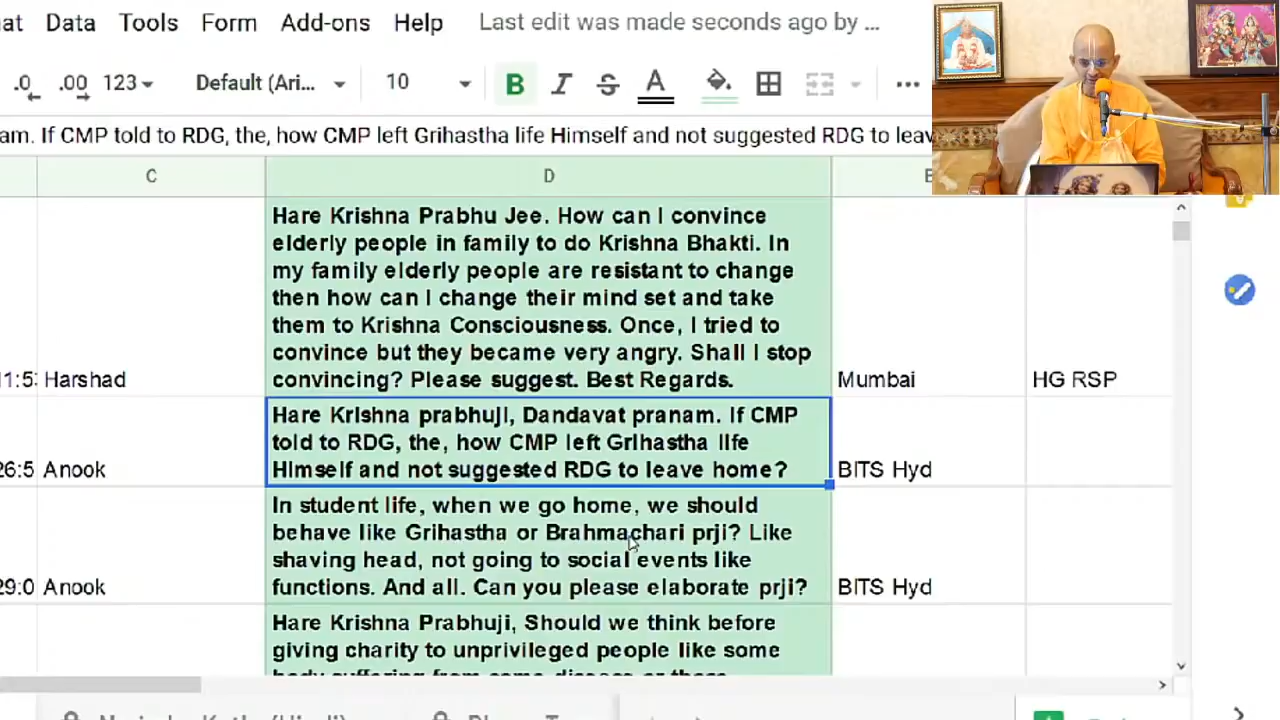 Data Tools Form Add-ons Help Last edit was made seconds ago by ...
.0 .00 123 Default (Ari... 10 B I S A
am. If CMP told to RDG, the, how CMP left Grihastha life Himself and not suggested RDG to leav
C D
Hare Krishna Prabhu Jee. How can I convince
elderly people in family to do Krishna Bhakti. In
my family elderly people are resistant to change
then how can I change their mind set and take
them to Krishna Consciousness. Once, I tried to
convince but they became very angry. Shall I stop
convincing? Please suggest. Best Regards.
Harshad Mumbai HG RSP
Hare Krishna prabhuji, Dandavat pranam. If CMP
told to RDG, the, how CMP left Grihastha life
Himself and not suggested RDG to leave home?
26:5 Anook BITS Hyd
In student life, when we go home, we should
behave like Grihastha or Brahmachari prji? Like
shaving head, not going to social events like
functions. And all. Can you please elaborate prji?
29:0 Anook BITS Hyd
Hare Krishna Prabhuji, Should we think before
giving charity to unprivileged people like some